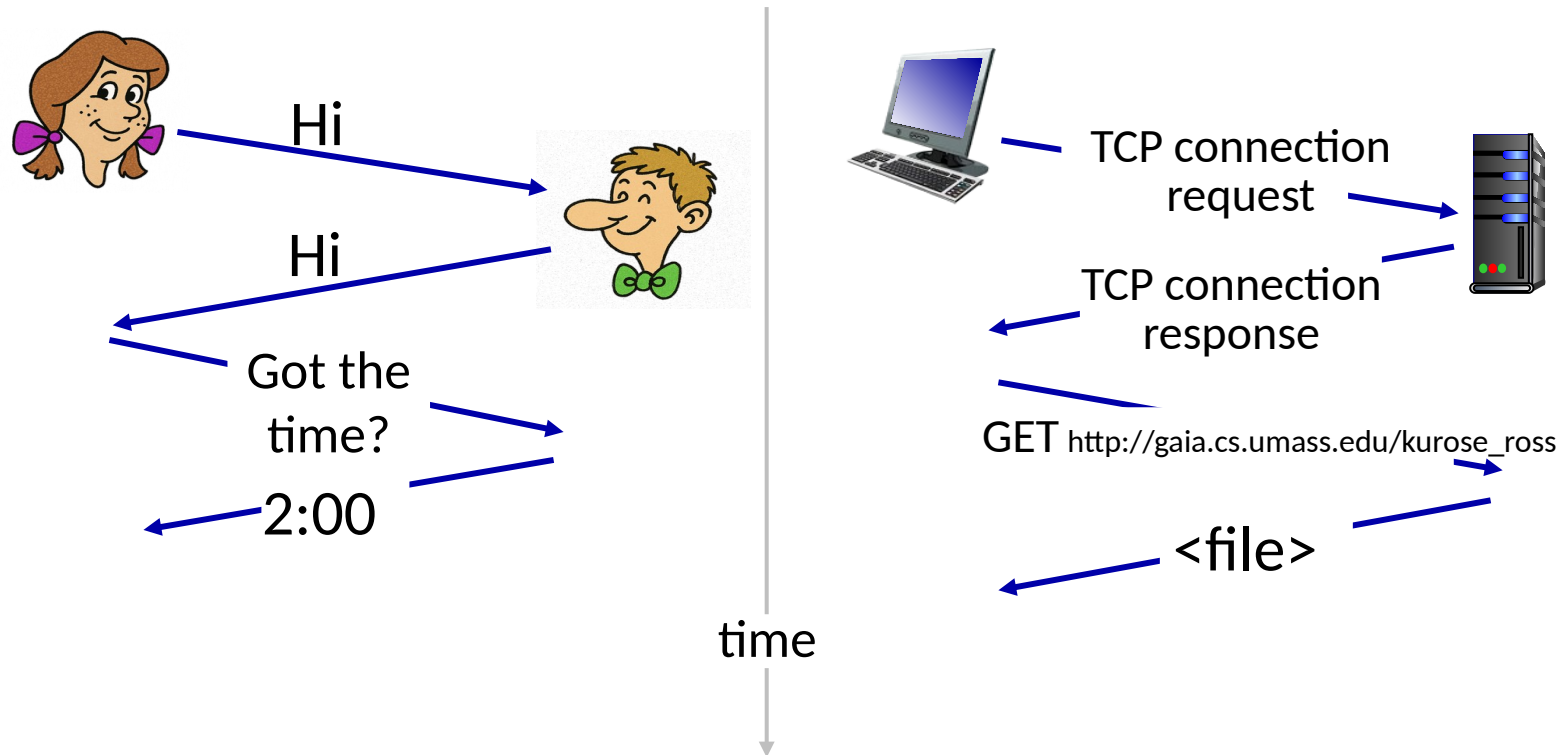 Hi
Hi
Got the
time?
2:00
TCP connection
request
TCP connection
response
GET http://gaia.cs.umass.edu/kurose_ross
<file>
time